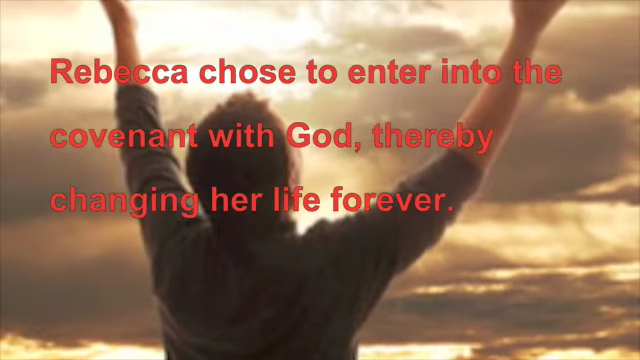 Rebecca chose to enter into the
covenant with God, thereby
changing her life forever.